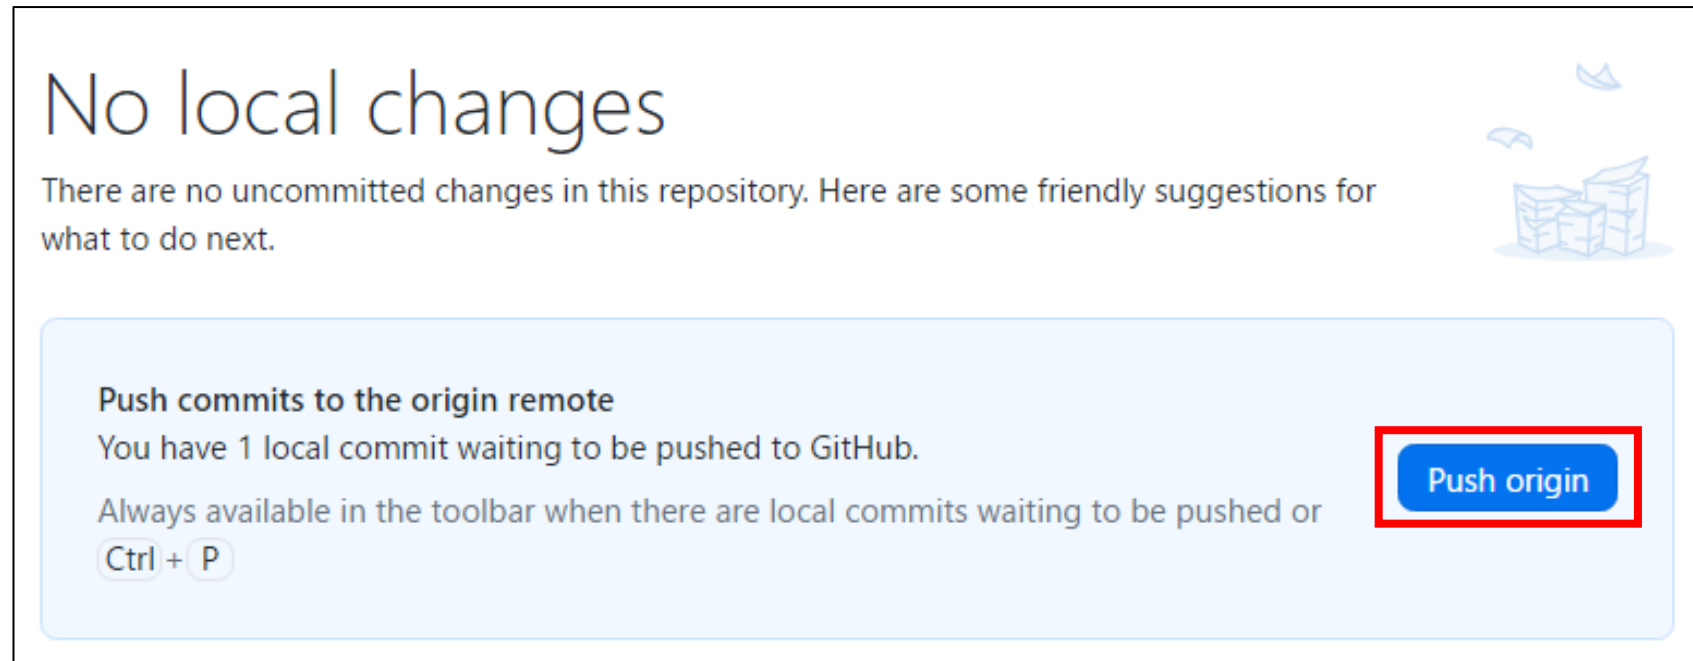 No local changes
There are no uncommitted changes in this repository. Here are some friendly suggestions for
what to do next.
Push commits to the origin remote
You have 1 local commit waiting to be pushed to GitHub.
Always available in the toolbar when there are local commits waiting to be pushed or
Ctrl + P
Push origin